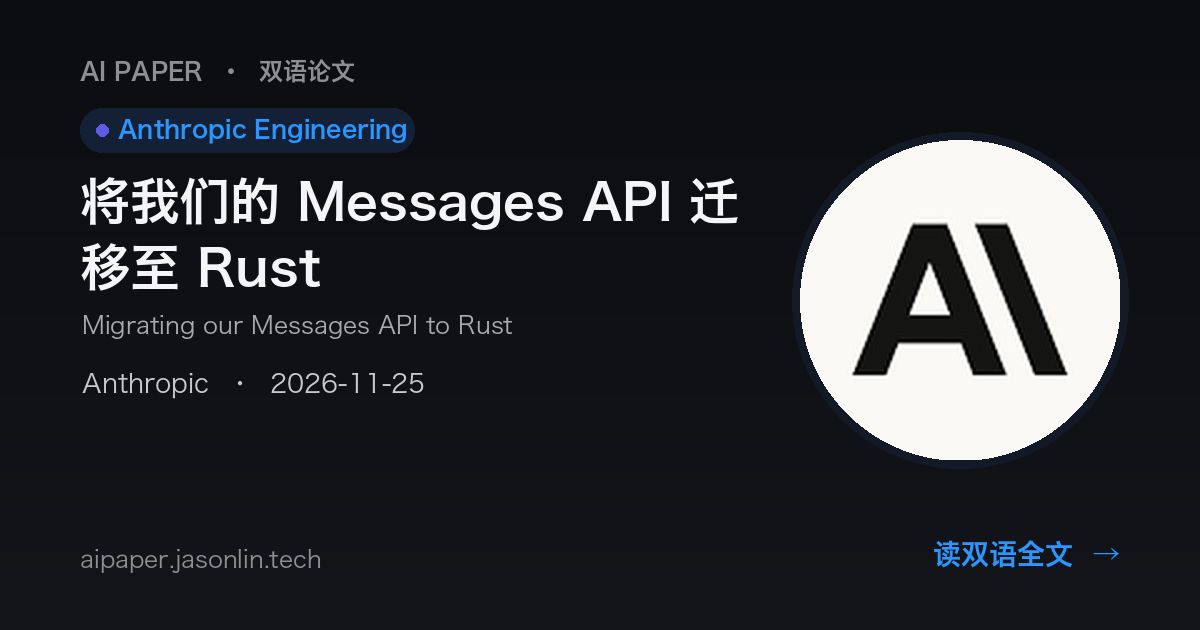 AI PAPER · 双语论文
Anthropic Engineering
将我们的 Messages API 迁
移至 Rust
Migrating our Messages API to Rust
Anthropic · 2026-11-25
AI
aipaper.jasonlin.tech
读双语全文 →